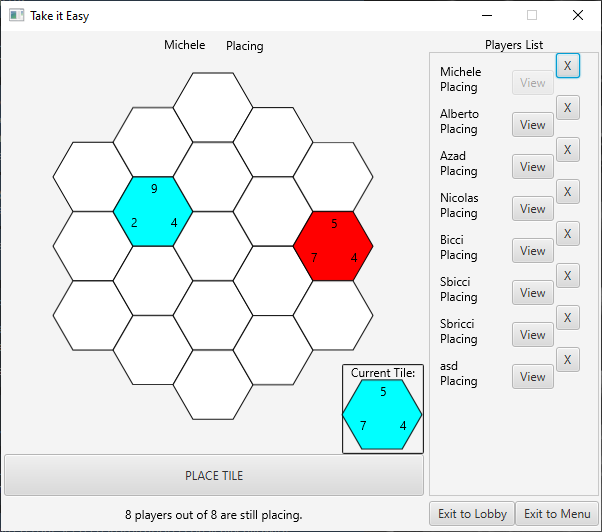 Take it Easy
Michele Placing
9
2 4
5
7 4
Current Tile:
5
7 4
PLACE TILE
8 players out of 8 are still placing.
Players List
Michele
Placing
View X
Alberto
Placing
View X
Azad
Placing
View X
Nicolas
Placing
View X
Bicci
Placing
View X
Sbicci
Placing
View X
Sbricci
Placing
View X
asd
Placing
View X
Exit to Lobby Exit to Menu